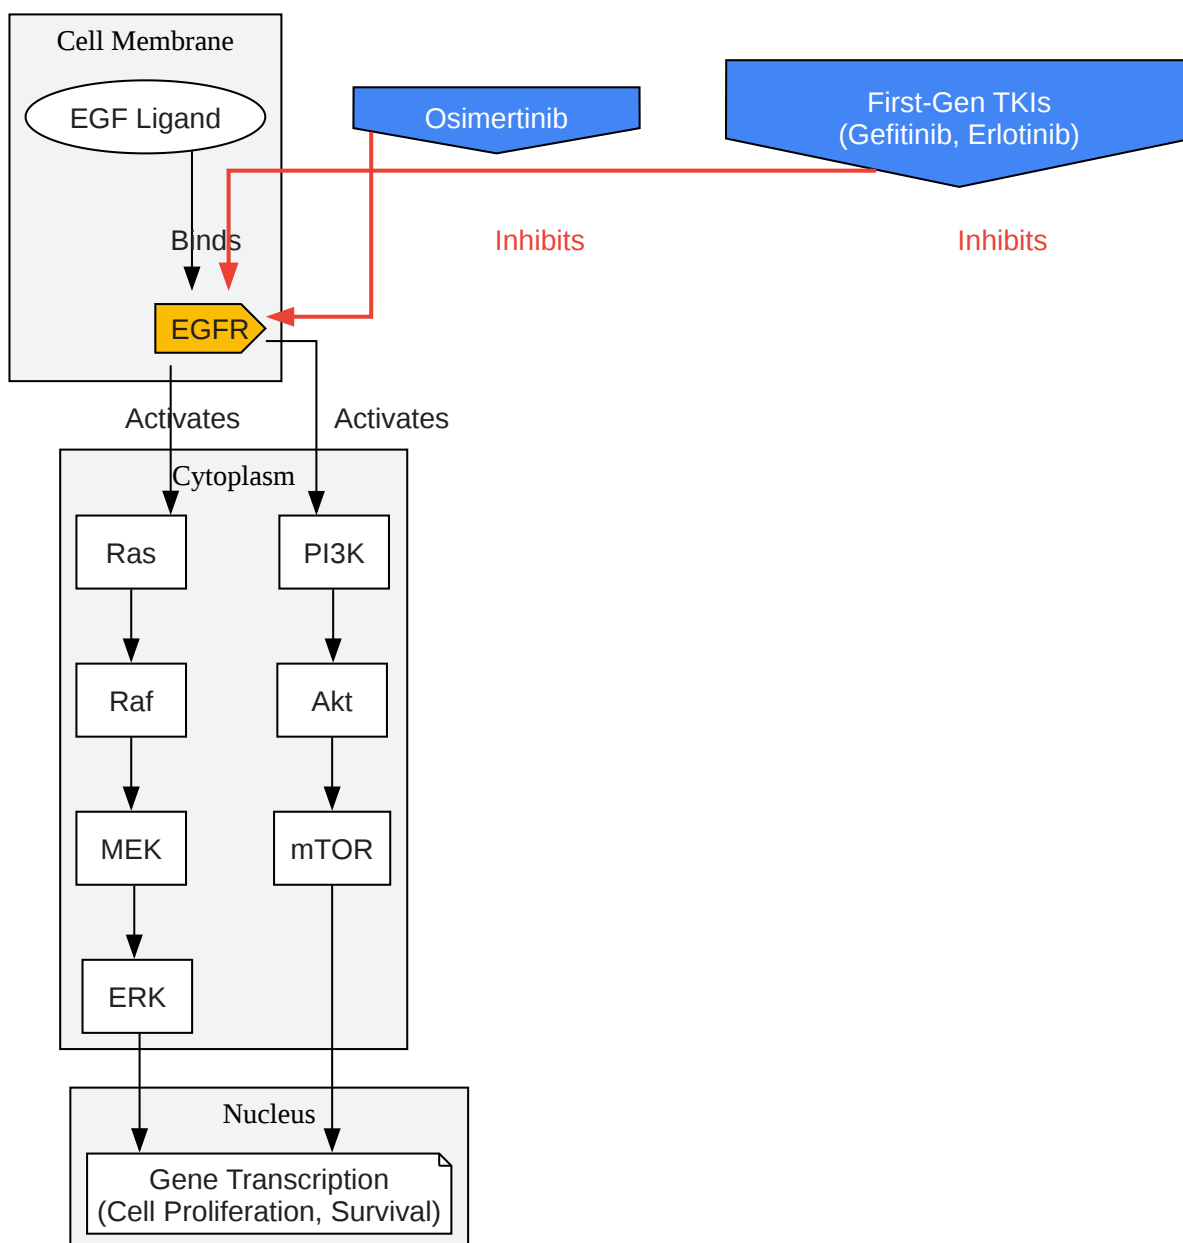 Cell Membrane
EGF Ligand
Osimertinib
First-Gen TKIs
(Gefitinib, Erlotinib)
Binds
Inhibits
Inhibits
EGFR
Activates
Activates
Cytoplasm
Ras
PI3K
Raf
Akt
MEK
mTOR
ERK
Nucleus
Gene Transcription
(Cell Proliferation, Survival)